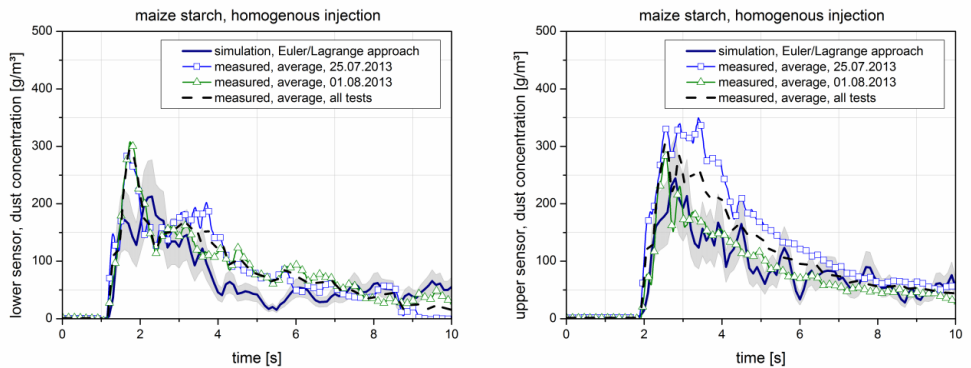 maize starch, homogenous injection
500
400
300
200
100
0
lower sensor, dust concentration [g/m³]
simulation, Euler/Lagrange approach
measured, average, 25.07.2013
measured, average, 01.08.2013
measured, average, all tests
0 2 4 6 8 10
time [s]
maize starch, homogenous injection
500
400
300
200
100
0
upper sensor, dust concentration [g/m³]
simulation, Euler/Lagrange approach
measured, average, 25.07.2013
measured, average, 01.08.2013
measured, average, all tests
0 2 4 6 8 10
time [s]